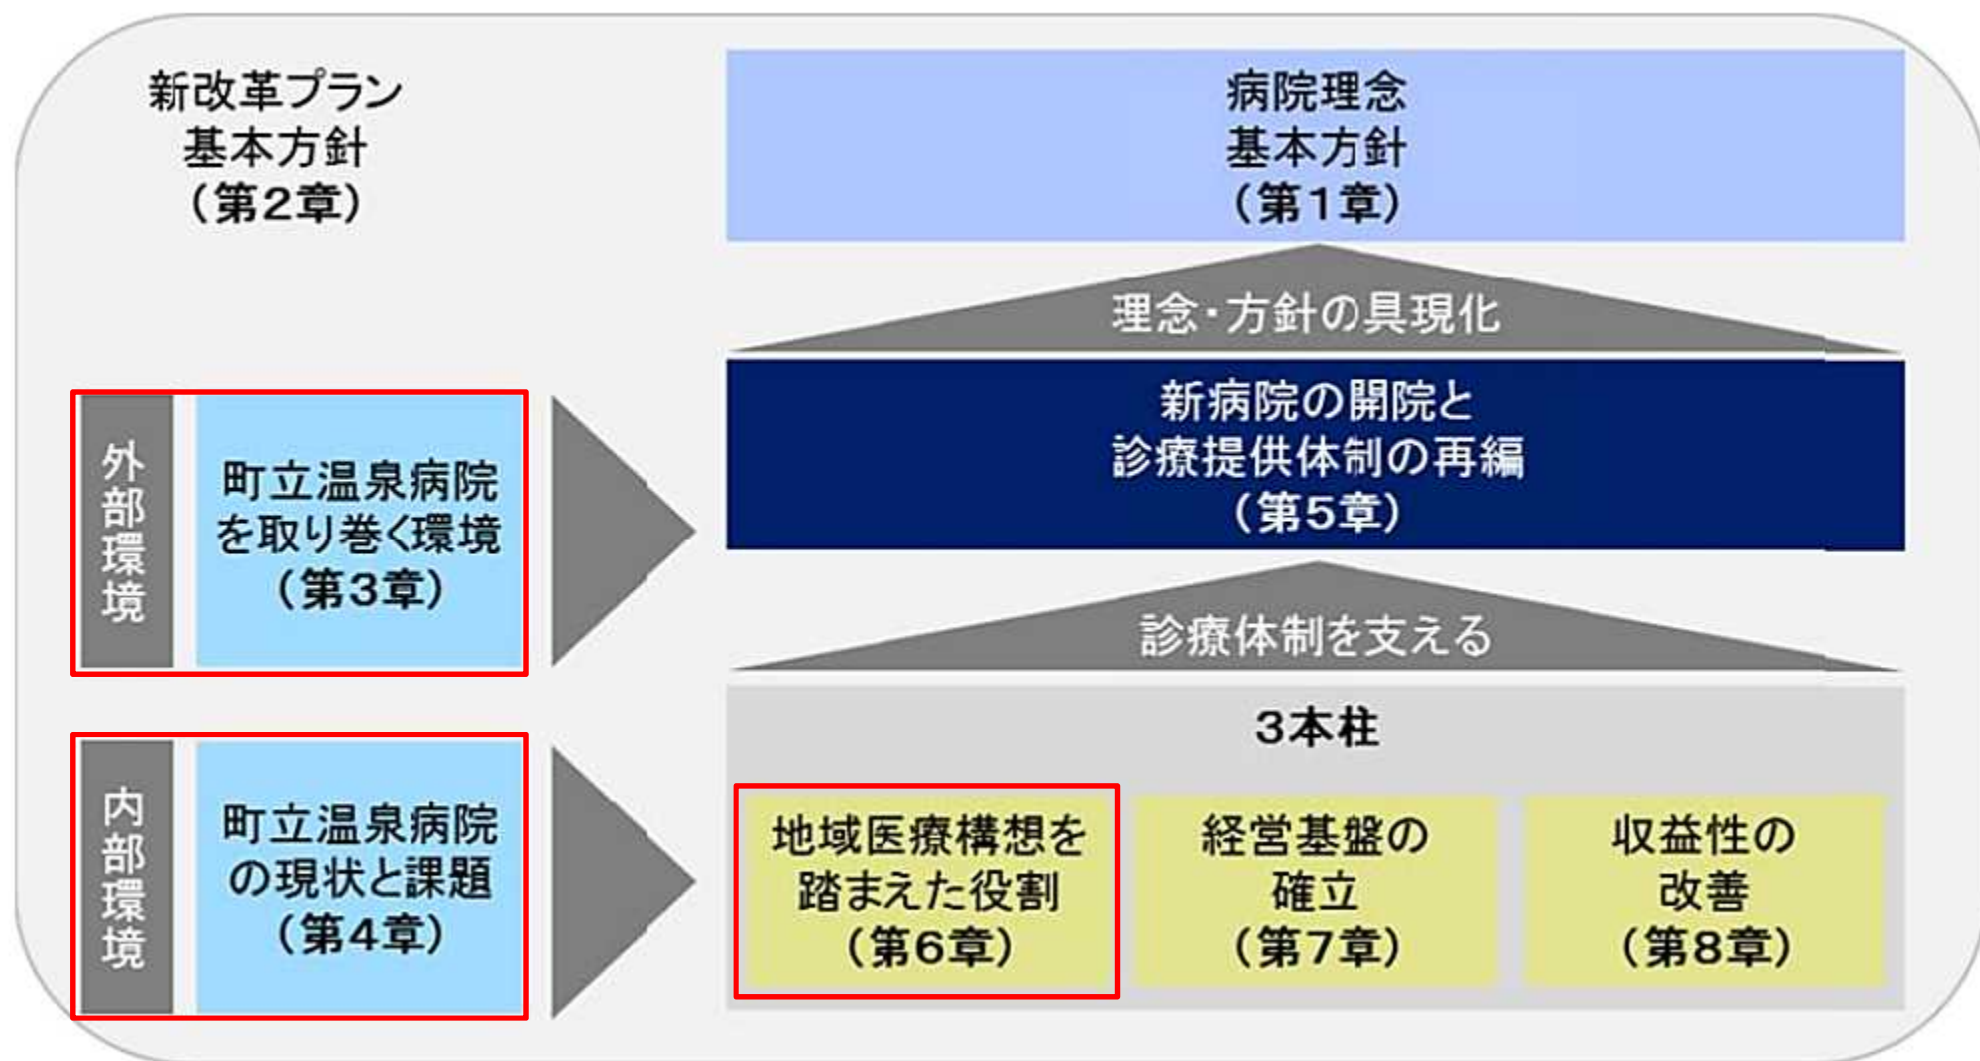 新改革プラン
基本方針
（第2章）
病院理念
基本方針
（第1章）
理念・方針の具現化
外部環境
町立温泉病院
を取り巻く環境
（第3章）
新病院の開院と
診療提供体制の再編
（第5章）
診療体制を支える
内部環境
町立温泉病院
の現状と課題
（第4章）
3本柱
地域医療構想を
踏まえた役割
（第6章）
経営基盤の
確立
（第7章）
収益性の
改善
（第8章）